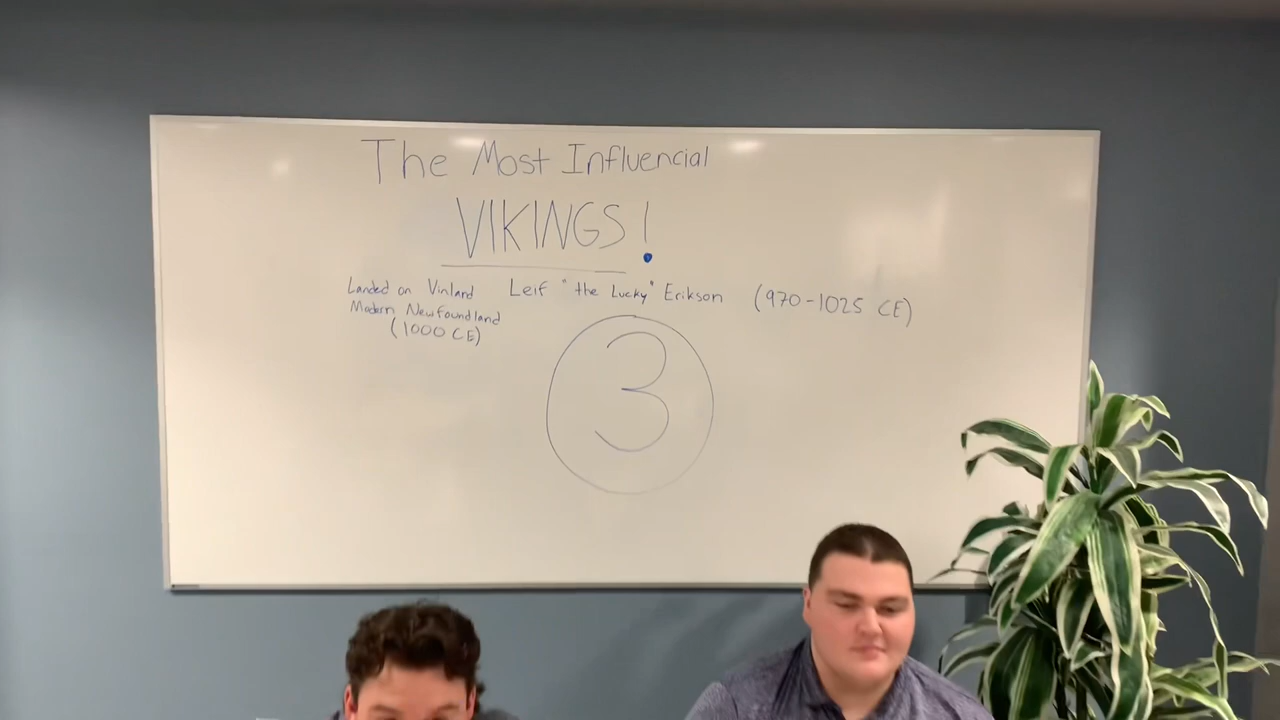 The Most Influencial
VIKINGS!
Landed on Vinland
Modern Newfoundland
(1000 CE)
Leif "the Lucky" Erikson (970-1025 CE)
3